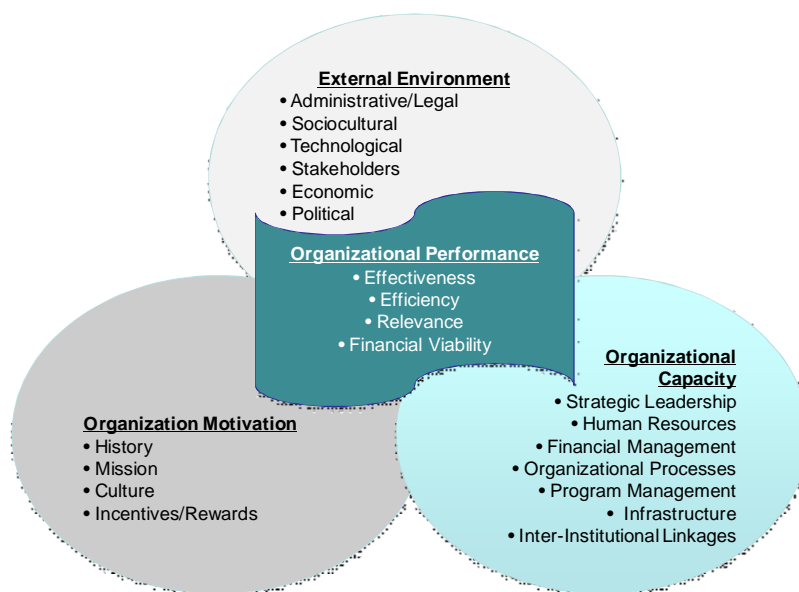 External Environment
• Administrative/Legal
• Sociocultural
• Technological
• Stakeholders
• Economic
• Political
Organizational Performance
• Effectiveness
• Efficiency
• Relevance
• Financial Viability
Organization Motivation
• History
• Mission
• Culture
• Incentives/Rewards
Organizational
Capacity
• Strategic Leadership
• Human Resources
• Financial Management
• Organizational Processes
• Program Management
• Infrastructure
• Inter-Institutional Linkages